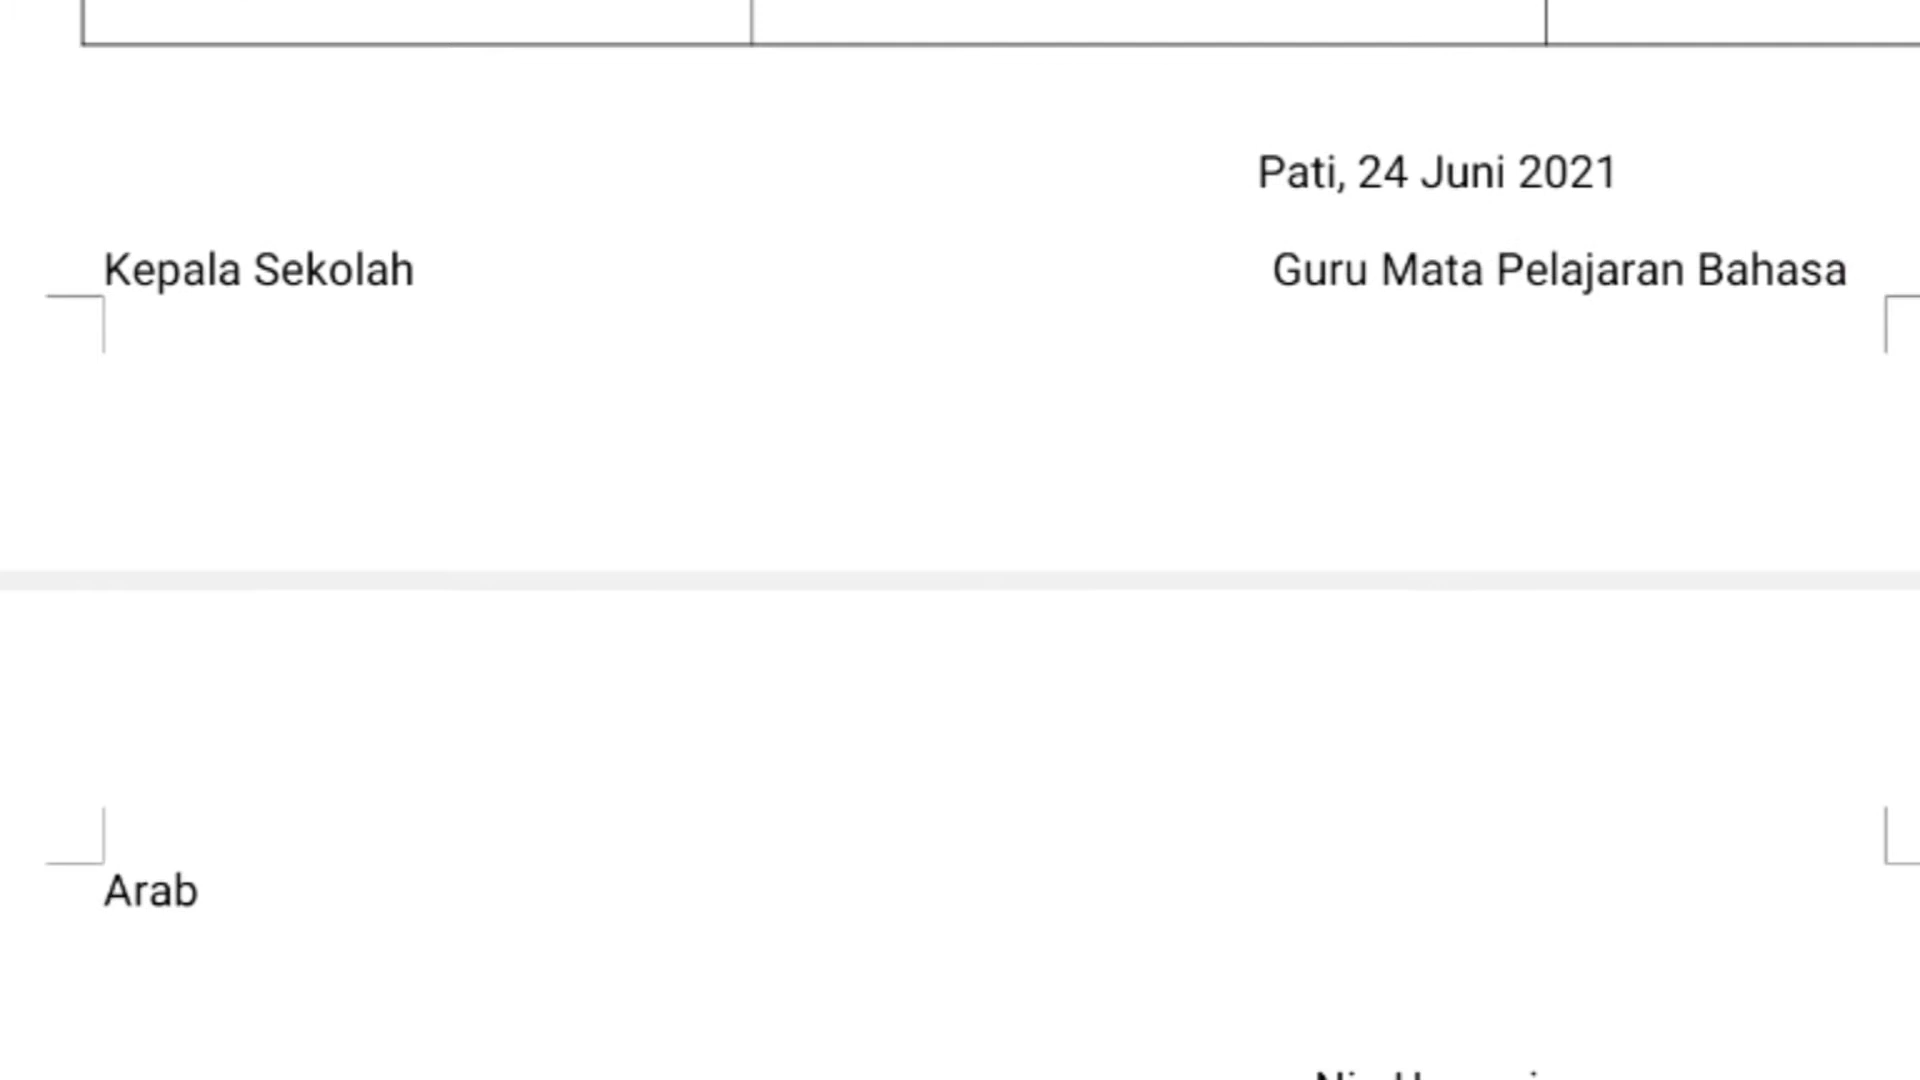 Pati, 24 Juni 2021
Kepala Sekolah Guru Mata Pelajaran Bahasa
Arab